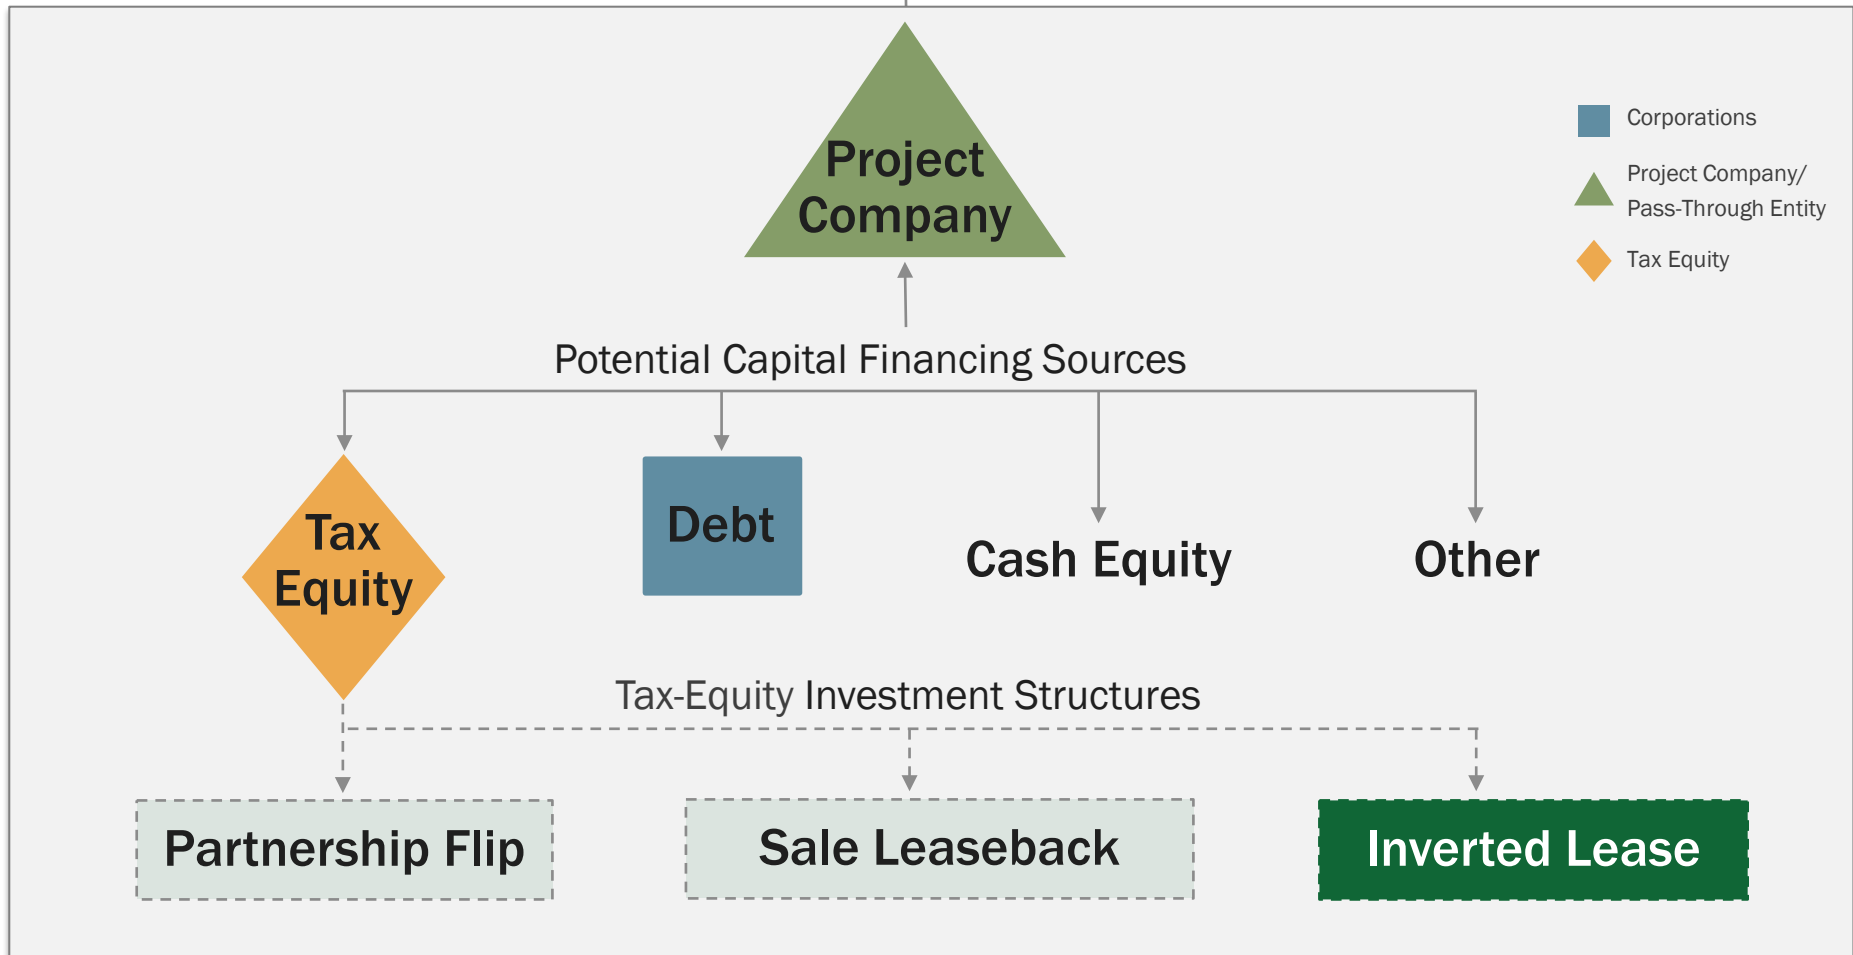 Project
Company
Corporations
Project Company/
Pass-Through Entity
Tax Equity
Potential Capital Financing Sources
Tax
Equity
Debt
Cash Equity
Other
Tax-Equity Investment Structures
Partnership Flip
Sale Leaseback
Inverted Lease